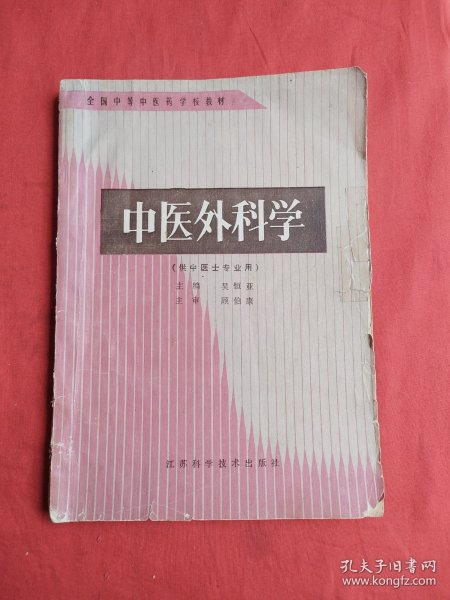 全国中等中医药学校教材
中医外科学
(供中医士专业用)
主编 吴恒亚
主审 顾伯康
江苏科学技术出版社
孔夫子旧书网
www.kongfz.com